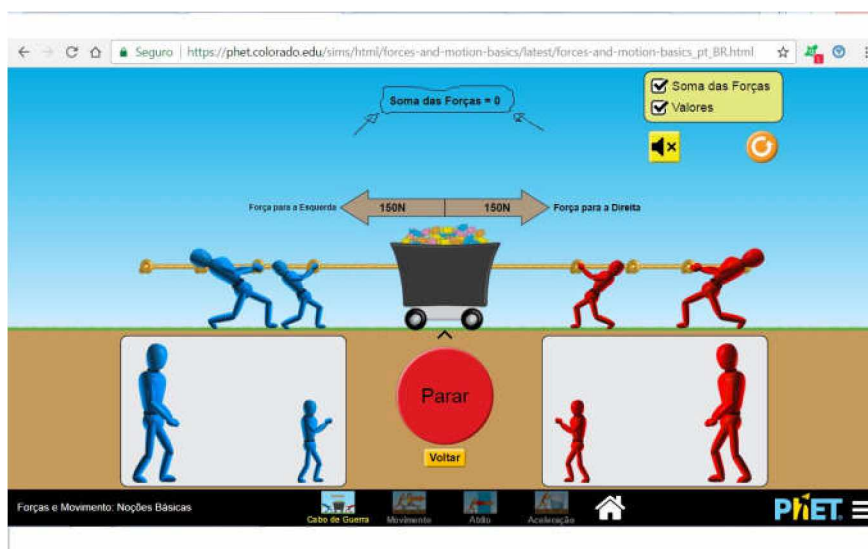 Seguro | https://phet.colorado.edu/sims/html/forces-and-motion-basics/latest/forces-and-motion-basics_pt_BR.html
Soma das Forças = 0
Soma das Forças
Valores
Força para a Esquerda
150N
150N
Força para a Direita
Parar
Voltar
Forças e Movimento: Noções Básicas
Cabo de Guerra
Movimento
Atrito
Aceleração
PhET